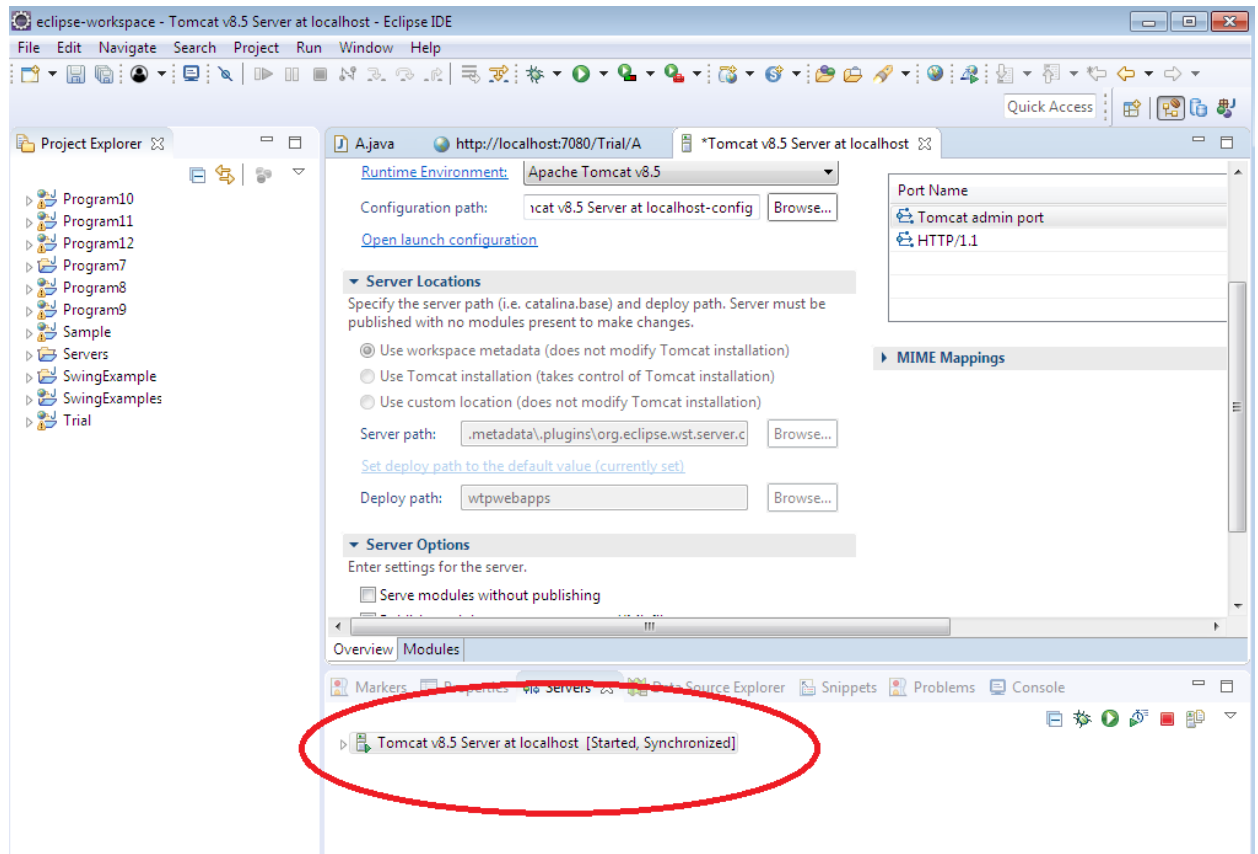 eclipse-workspace - Tomcat v8.5 Server at localhost - Eclipse IDE
File Edit Navigate Search Project Run Window Help
Quick Access
Project Explorer
A.java http://localhost:7080/Trial/A *Tomcat v8.5 Server at localhost
Program10
Program11
Program12
Program7
Program8
Program9
Sample
Servers
SwingExample
SwingExamples
Trial
Runtime Environment: Apache Tomcat v8.5
Configuration path: cat v8.5 Server at localhost-config Browse...
Open launch configuration
Server Locations
Specify the server path (i.e. catalina.base) and deploy path. Server must be
published with no modules present to make changes.
Use workspace metadata (does not modify Tomcat installation)
Use Tomcat installation (takes control of Tomcat installation)
Use custom location (does not modify Tomcat installation)
Server path: .metadata\.plugins\org.eclipse.wst.server.c Browse...
Set deploy path to the default value (currently set)
Deploy path: wtpwebapps Browse...
Server Options
Enter settings for the server.
Serve modules without publishing
Port Name
Tomcat admin port
HTTP/1.1
MIME Mappings
Overview Modules
Markers Properties Servers Data Source Explorer Snippets Problems Console
Tomcat v8.5 Server at localhost [Started, Synchronized]